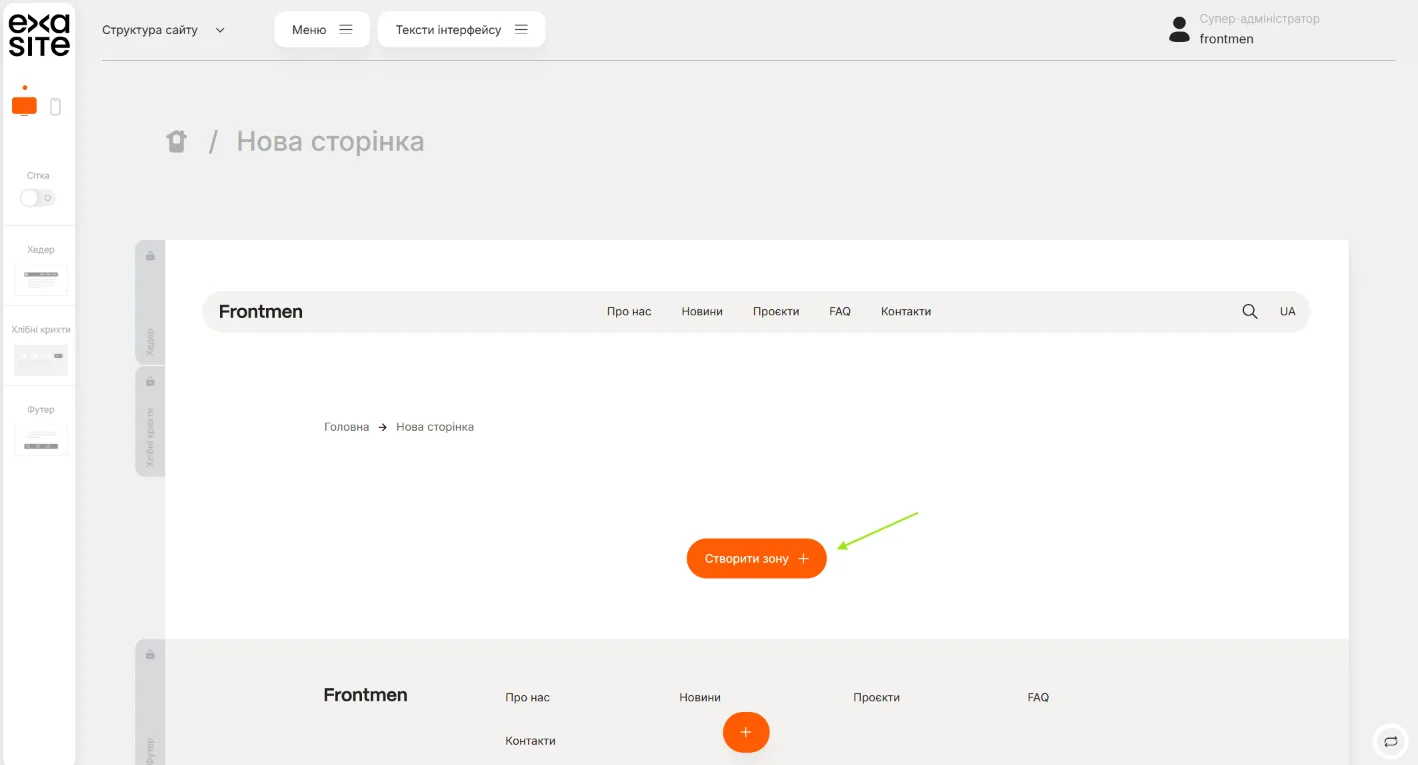 exa
SITE
Структура сайту
Меню
Тексти інтерфейсу
Супер-адміністратор
frontmen
/ Нова сторінка
Сітка
Хедер
Хлібні крихти
Футер
Хедер
Frontmen
Про нас
Новини
Проєкти
FAQ
Контакти
UA
Хлібні крихти
Головна → Нова сторінка
Створити зону +
Футер
Frontmen
Про нас
Новини
Проєкти
FAQ
Контакти
+